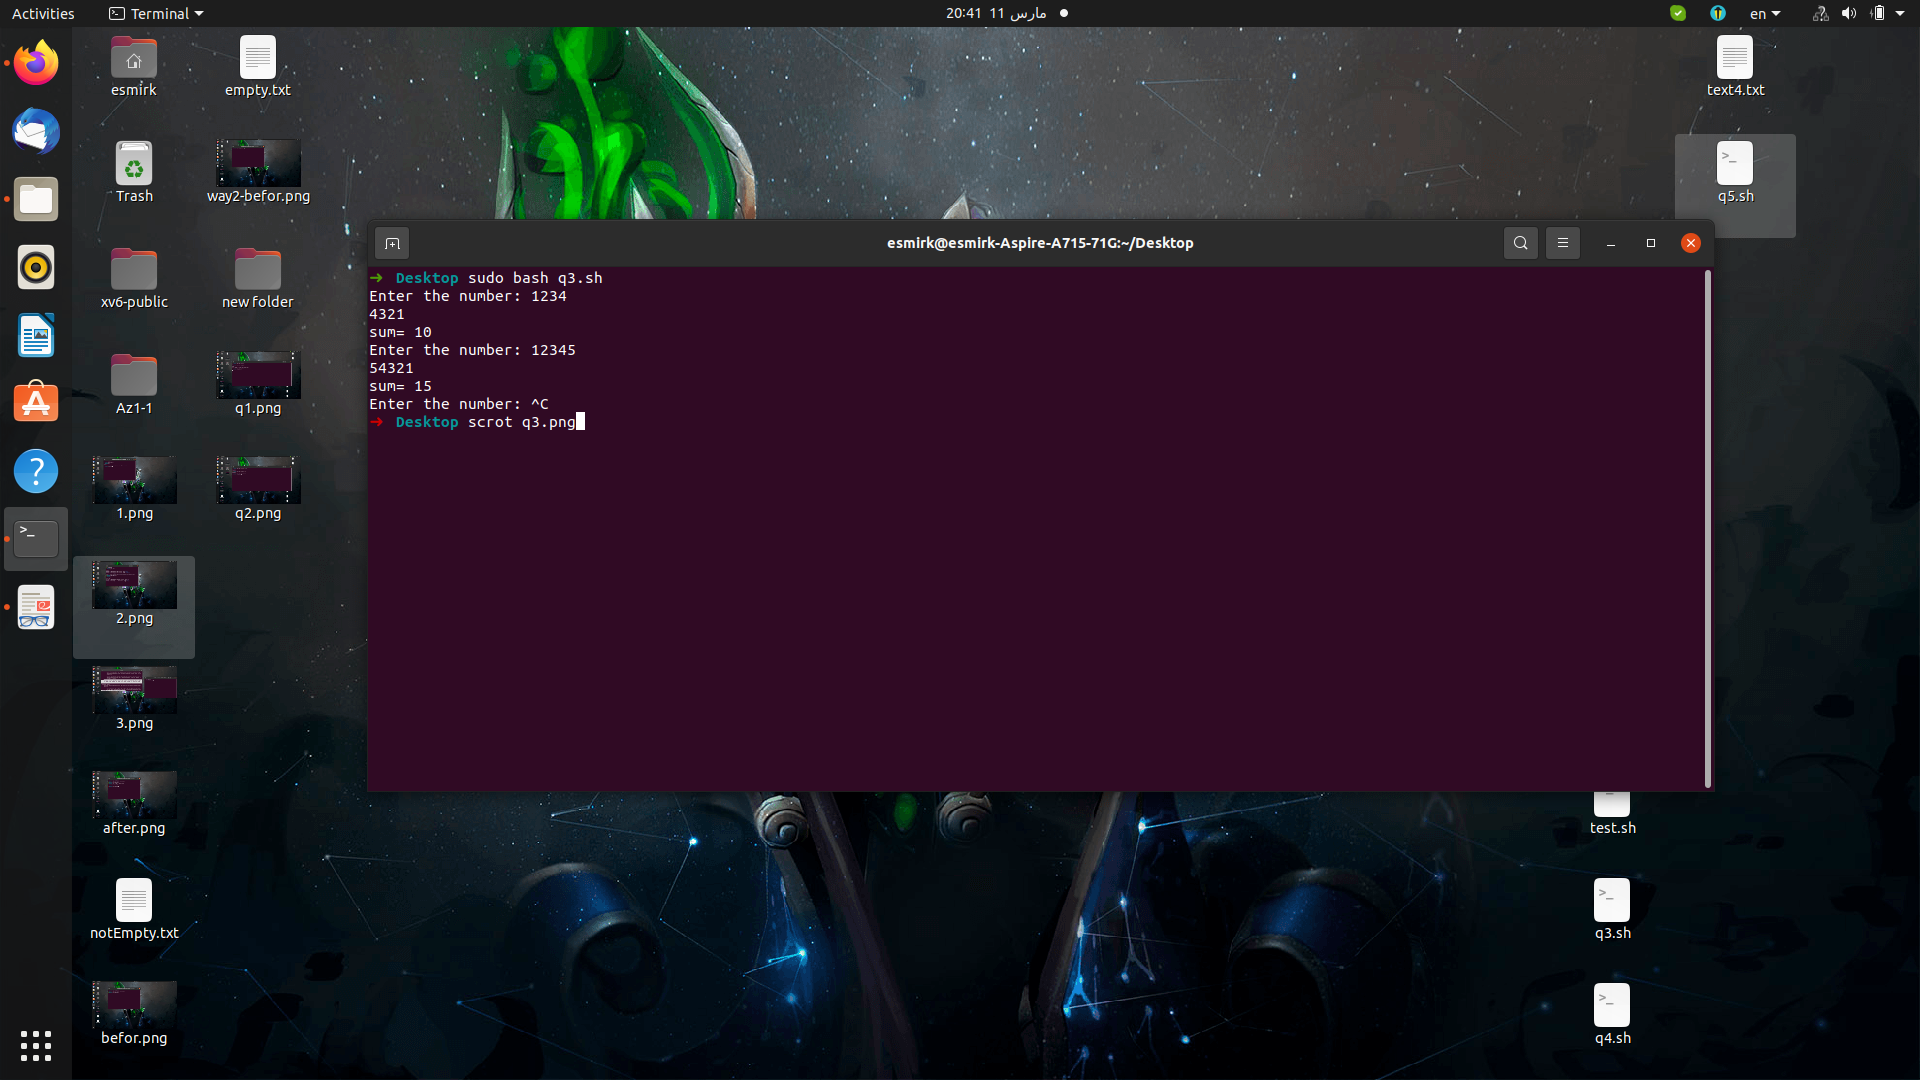 Activities
Terminal
20:41 11 مارس
en
esmirk
empty.txt
text4.txt
Trash
way2-befor.png
q5.sh
xv6-public
new folder
Az1-1
q1.png
1.png
q2.png
2.png
3.png
after.png
notEmpty.txt
befor.png
test.sh
q3.sh
q4.sh
esmirk@esmirk-Aspire-A715-71G:~/Desktop
➜ Desktop sudo bash q3.sh
Enter the number: 1234
4321
sum= 10
Enter the number: 12345
54321
sum= 15
Enter the number: ^C
➜ Desktop scrot q3.png